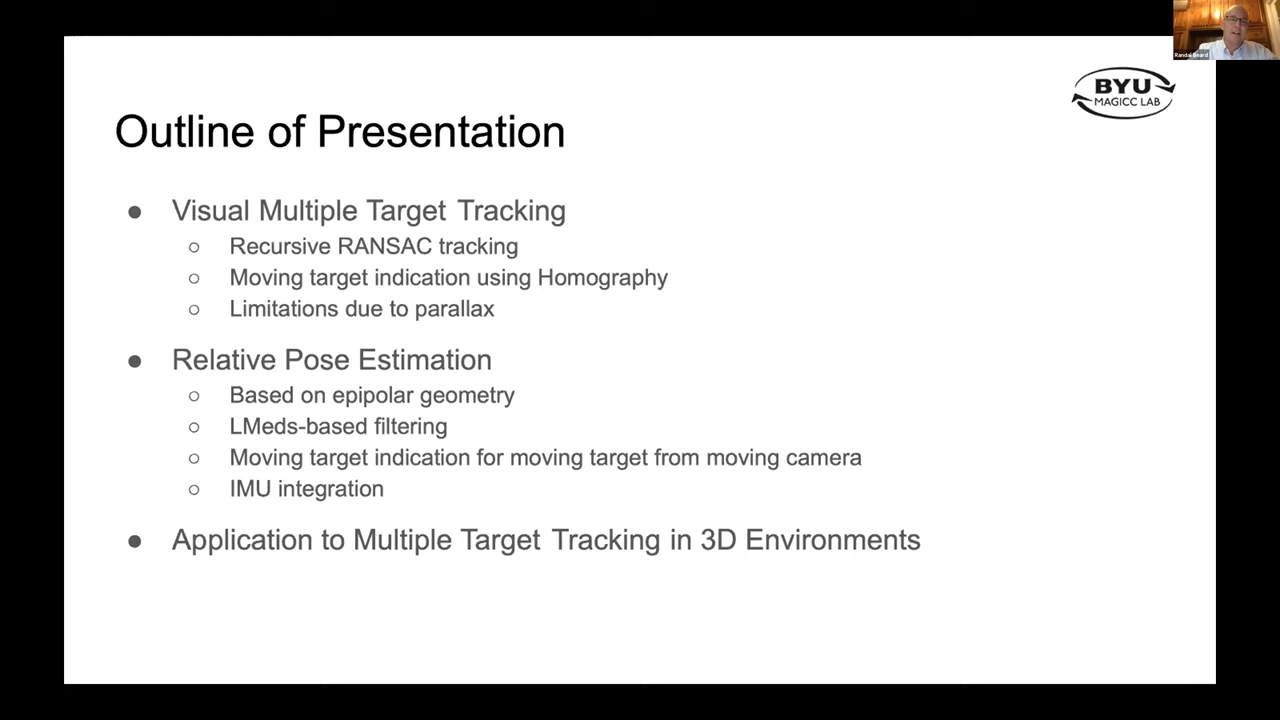 Randal Beard
BYU
MAGICC LAB
Outline of Presentation
● Visual Multiple Target Tracking
○ Recursive RANSAC tracking
○ Moving target indication using Homography
○ Limitations due to parallax
● Relative Pose Estimation
○ Based on epipolar geometry
○ LMeds-based filtering
○ Moving target indication for moving target from moving camera
○ IMU integration
● Application to Multiple Target Tracking in 3D Environments